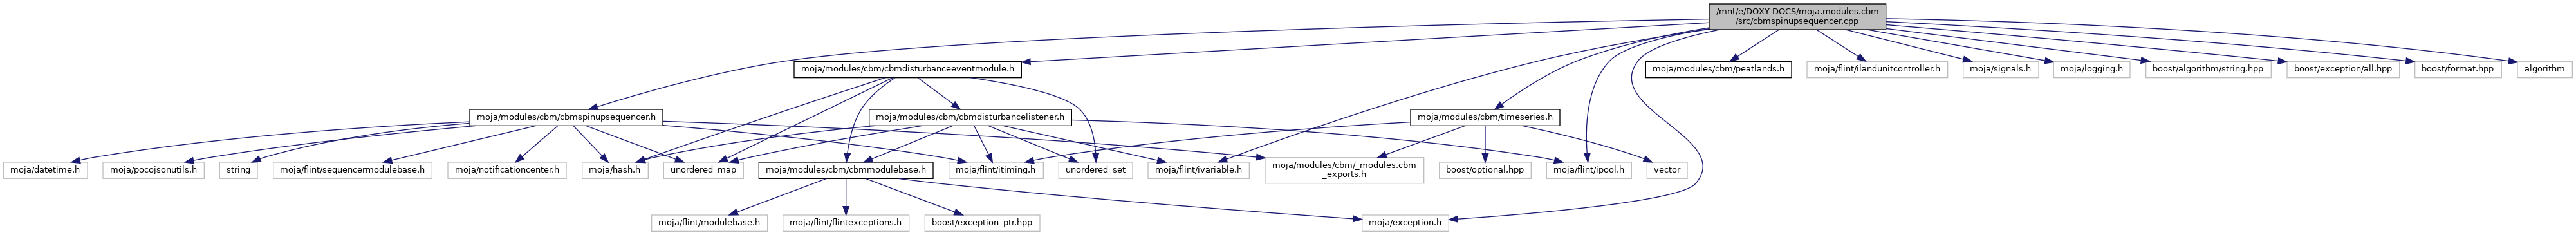 /mnt/e/DOXY-DOCS/moja.modules.cbm
/src/cbmspinupsequencer.cpp
moja/modules/cbm/cbmdisturbanceeventmodule.h
moja/modules/cbm/peatlands.h
moja/flint/ilandunitcontroller.h
moja/signals.h
moja/logging.h
boost/algorithm/string.hpp
boost/exception/all.hpp
boost/format.hpp
algorithm
moja/modules/cbm/cbmspinupsequencer.h
moja/modules/cbm/cbmdisturbancelistener.h
moja/modules/cbm/timeseries.h
moja/datetime.h
moja/pocojsonutils.h
string
moja/flint/sequencermodulebase.h
moja/notificationcenter.h
moja/hash.h
unordered_map
moja/modules/cbm/cbmmodulebase.h
moja/flint/itiming.h
unordered_set
moja/flint/ivariable.h
moja/modules/cbm/_modules.cbm
_exports.h
boost/optional.hpp
moja/flint/ipool.h
vector
moja/flint/modulebase.h
moja/flint/flintexceptions.h
boost/exception_ptr.hpp
moja/exception.h